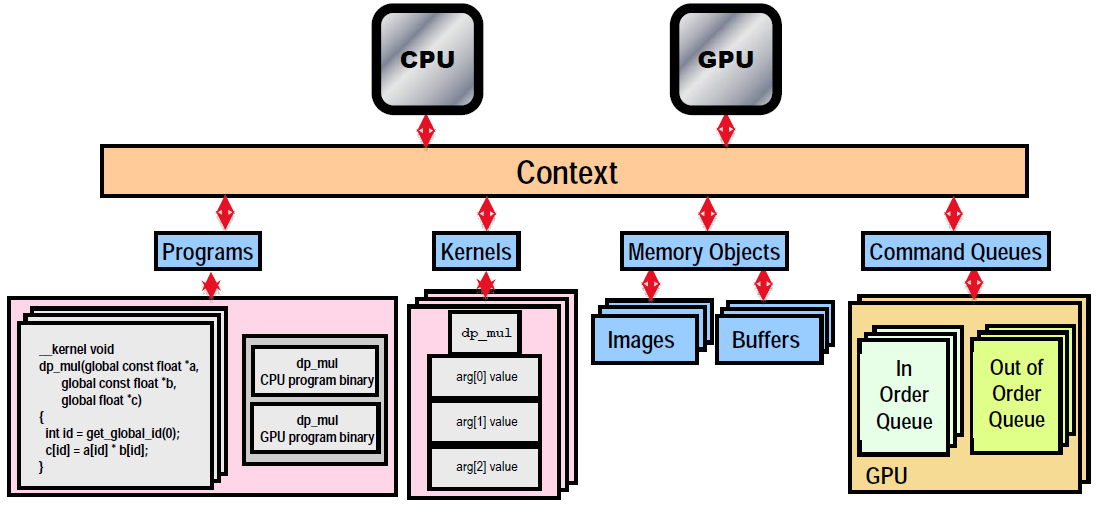 CPU
GPU
Context
Programs
Kernels
Memory Objects
Command Queues
__kernel void
dp_mul(global const float *a,
global const float *b,
global float *c)
{
int id = get_global_id(0);
c[id] = a[id] * b[id];
}
dp_mul
CPU program binary
dp_mul
GPU program binary
dp_mul
arg[0] value
arg[1] value
arg[2] value
Images
Buffers
In
Order
Queue
Out of
Order
Queue
GPU